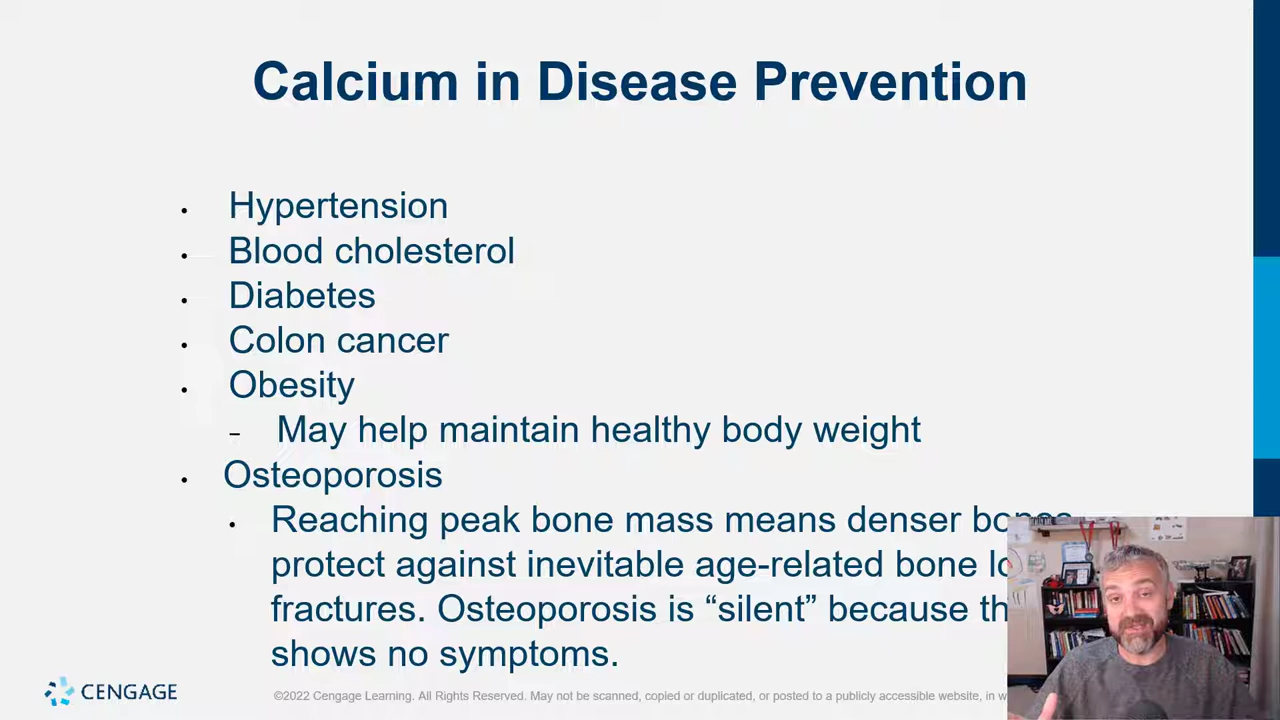 Calcium in Disease Prevention
• Hypertension
• Blood cholesterol
• Diabetes
• Colon cancer
• Obesity
– May help maintain healthy body weight
• Osteoporosis
• Reaching peak bone mass means denser bones
protect against inevitable age-related bone
fractures. Osteoporosis is “silent” because
shows no symptoms.
CENGAGE
©2022 Cengage Learning. All Rights Reserved. May not be scanned, copied or duplicated, or posted to a publicly accessible website, in